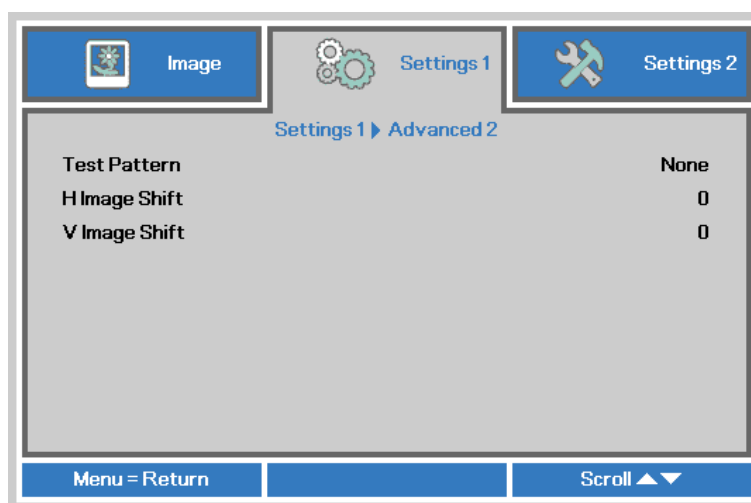 Image Settings 1 Settings 2
Settings 1 ▶ Advanced 2
Test Pattern None
H Image Shift 0
V Image Shift 0
Menu = Return Scroll ▲▼